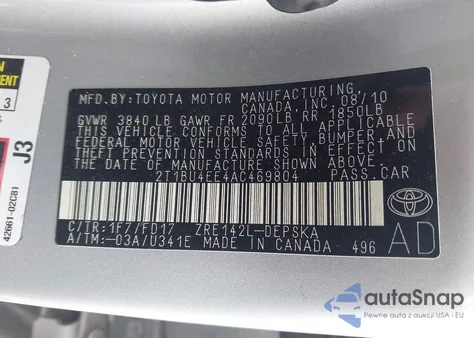 MFD.BY:TOYOTA MOTOR MANUFACTURING,
CANADA,INC. 08/10
GVWR 3840LB GAWR FR 2090LB RR 1850LB
THIS VEHICLE CONFORMS TO ALL APPLICABLE
FEDERAL MOTOR VEHICLE SAFETY, BUMPER, AND
THEFT PREVENTION STANDARDS IN EFFECT ON
THE DATE OF MANUFACTURE SHOWN ABOVE.
2T1BU4EE4AC469804 PASS.CAR
C/TR:1F7/FD17 ZRE142L-DEPSKA
A/TM:-03A/U341E MADE IN CANADA 496
AD
TOYOTA
3
J3
42661-02C81
autoSnap
Pewne auta z aukcji USA • EU